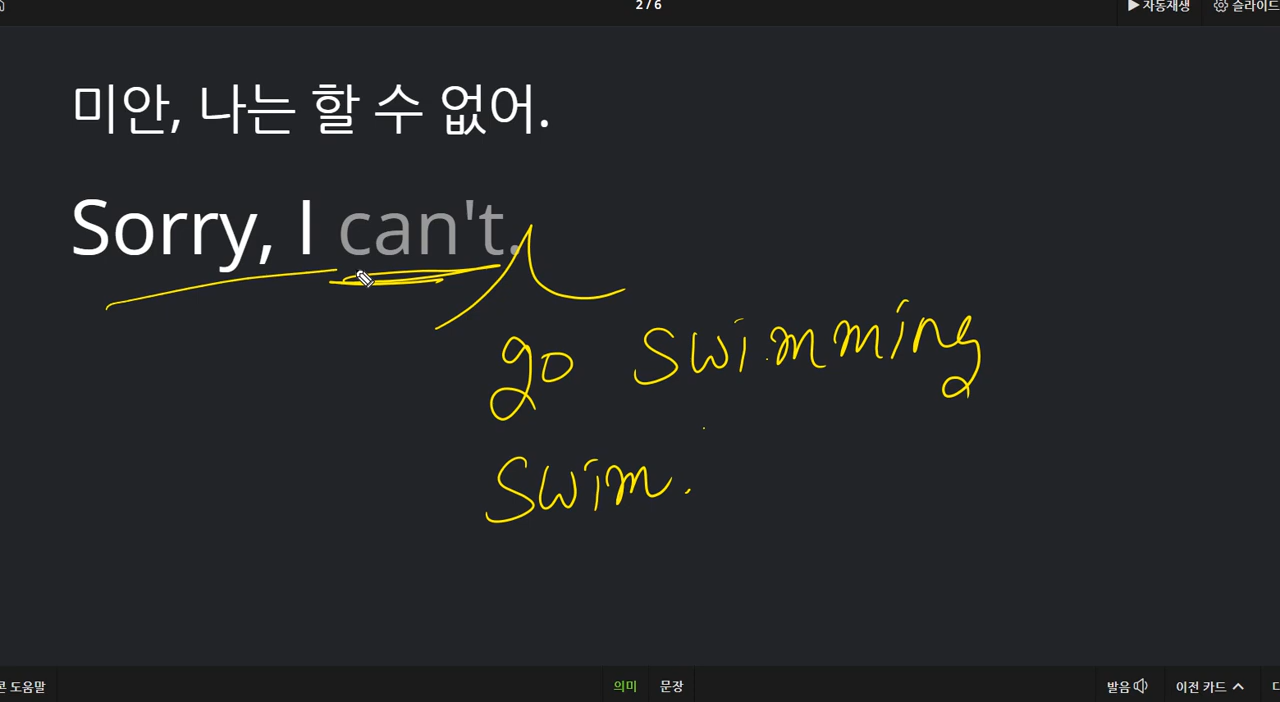 2/6
▶자동재생
슬라이드
미안, 나는 할 수 없어.
Sorry, I can't.
go swimming
swim.
도움말
의미
문장
발음
이전 카드